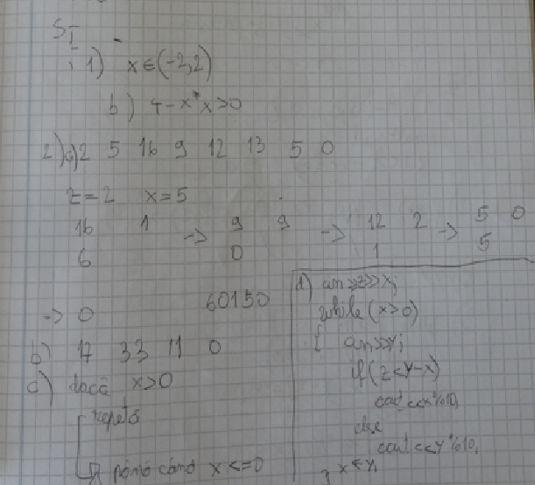 SI
1) x∈(-2,2)
b) 4-x*x>0
2) a) 2 5 16 9 12 13 5 0
z=2 x=5
16 1 -> 9 9 -> 12 2 -> 5 0
6 0 1 5
-> 0 60150
b) 17 33 11 0
c) dacă x>0
repetă
până când x<=0
d) cin>>z>>x;
while(x>0)
{ cin>>y;
if(z<y-x)
cout<<x%10;
else
cout<<y%10;
x=y;